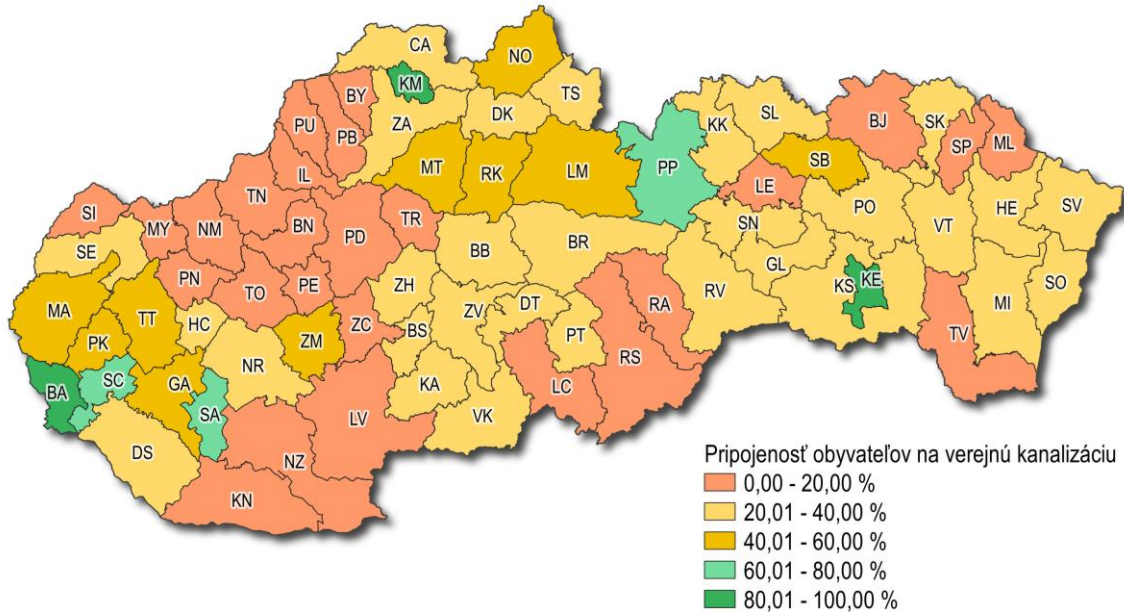 CA
NO
KM
TS
BY
DK
ZA
PU
PB
KK
SL
BJ
SK
SP
ML
MT
RK
LM
PP
SB
IL
LE
TN
HE
SV
SI
MY
NM
BN
PD
TR
SN
PO
VT
SE
BB
BR
GL
PN
TO
PE
ZH
RV
KS
KE
MI
SO
MA
TT
HC
ZM
ZC
BS
ZV
DT
PT
RA
TV
PK
NR
RS
BA
SC
GA
SA
KA
LC
LV
VK
DS
NZ
KN
Pripojenosť obyvateľov na verejnú kanalizáciu
0,00 - 20,00 %
20,01 - 40,00 %
40,01 - 60,00 %
60,01 - 80,00 %
80,01 - 100,00 %